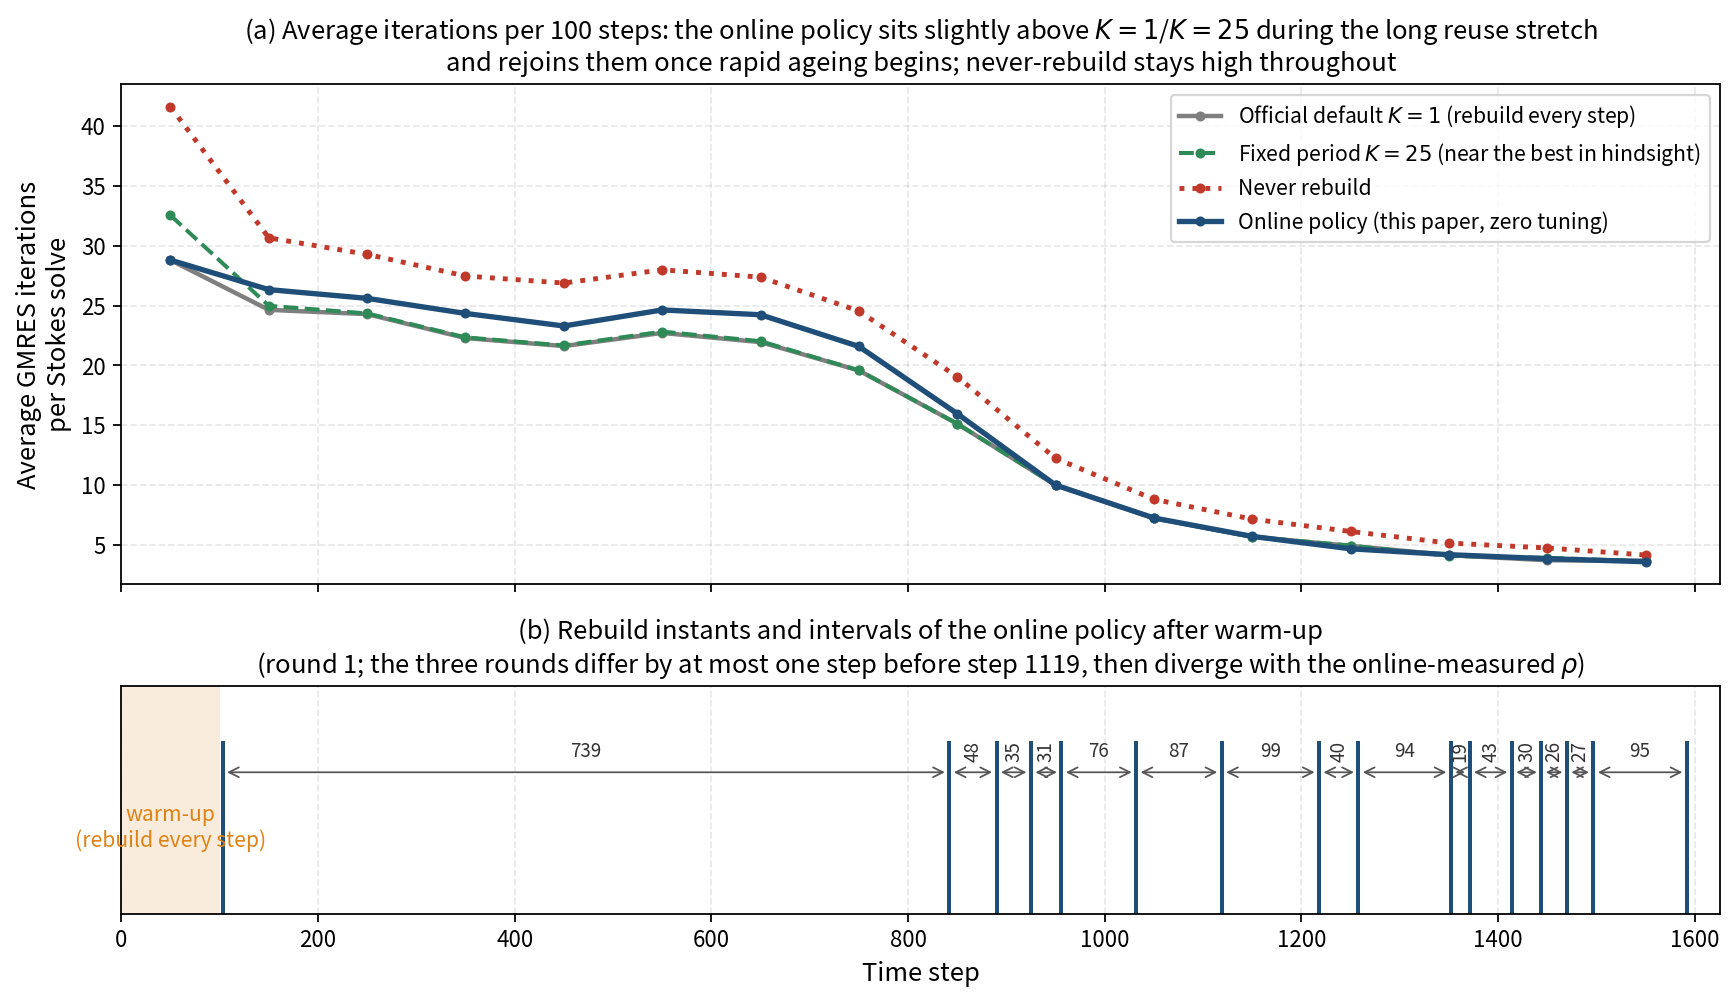 (a) Average iterations per 100 steps: the online policy sits slightly above K = 1/K = 25 during the long reuse stretch
and rejoins them once rapid ageing begins; never-rebuild stays high throughout
Average GMRES iterations
per Stokes solve
40
35
30
25
20
15
10
5
Official default K = 1 (rebuild every step)
Fixed period K = 25 (near the best in hindsight)
Never rebuild
Online policy (this paper, zero tuning)
(b) Rebuild instants and intervals of the online policy after warm-up
(round 1; the three rounds differ by at most one step before step 1119, then diverge with the online-measured ρ)
739
48
35
31
76
87
99
40
94
19
43
30
26
27
95
warm-up
(rebuild every step)
0 200 400 600 800 1000 1200 1400 1600
Time step